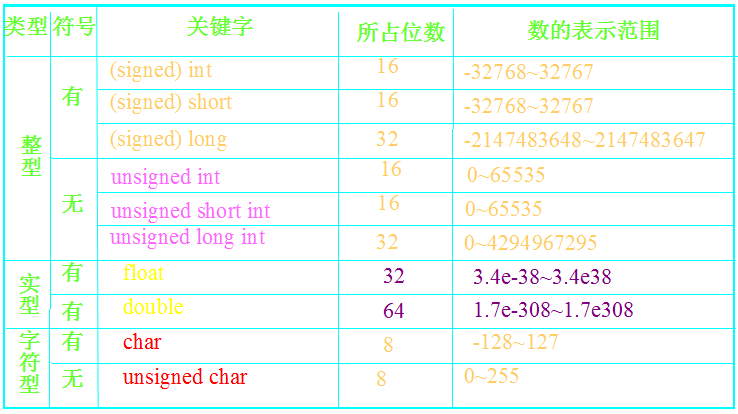 类型 符号 关键字 所占位数 数的表示范围
整型 有 (signed) int 16 -32768~32767
(signed) short 16 -32768~32767
(signed) long 32 -2147483648~2147483647
无 unsigned int 16 0~65535
unsigned short int 16 0~65535
unsigned long int 32 0~4294967295
实型 有 float 32 3.4e-38~3.4e38
有 double 64 1.7e-308~1.7e308
字符型 有 char 8 -128~127
无 unsigned char 8 0~255